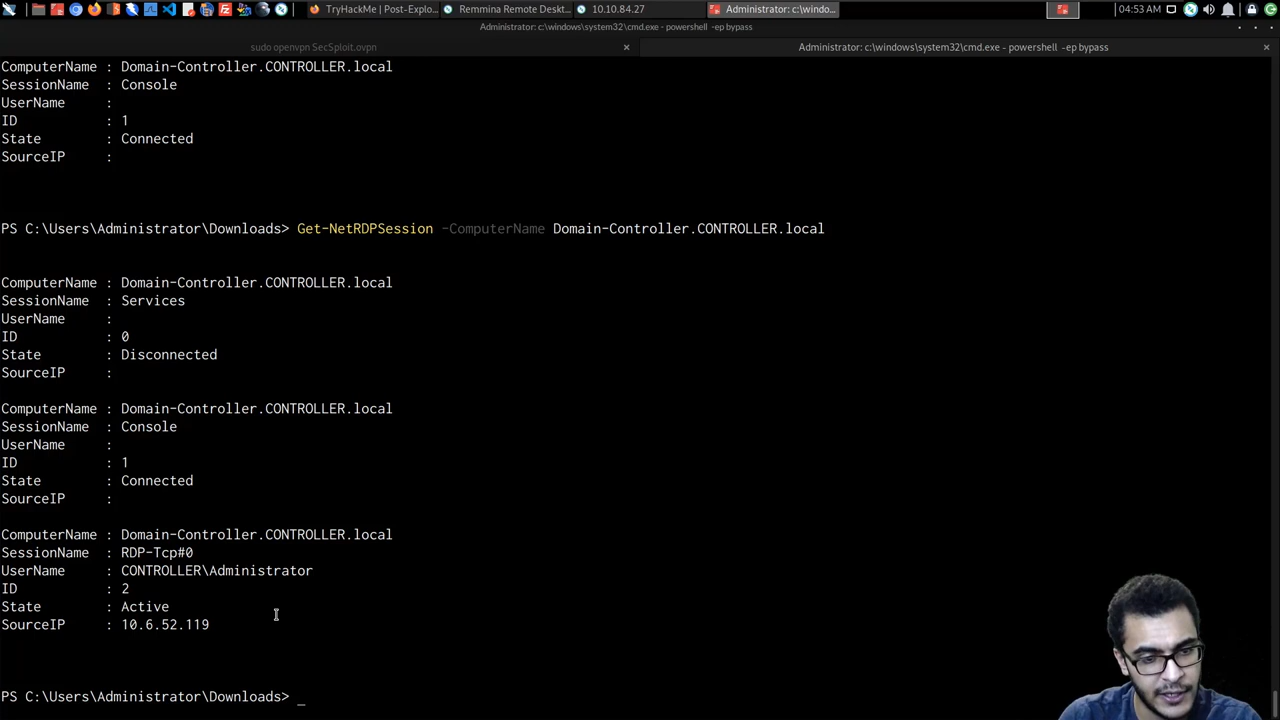 TryHackMe | Post-Explo...
Remmina Remote Deskt...
10.10.84.27
Administrator: c:\windo...
04:53 AM
Administrator: c:\windows\system32\cmd.exe - powershell -ep bypass
sudo openvpn SecSploit.ovpn
Administrator: c:\windows\system32\cmd.exe - powershell -ep bypass
ComputerName : Domain-Controller.CONTROLLER.local
SessionName : Console
UserName :
ID : 1
State : Connected
SourceIP :
PS C:\Users\Administrator\Downloads> Get-NetRDPSession -ComputerName Domain-Controller.CONTROLLER.local
ComputerName : Domain-Controller.CONTROLLER.local
SessionName : Services
UserName :
ID : 0
State : Disconnected
SourceIP :
ComputerName : Domain-Controller.CONTROLLER.local
SessionName : Console
UserName :
ID : 1
State : Connected
SourceIP :
ComputerName : Domain-Controller.CONTROLLER.local
SessionName : RDP-Tcp#0
UserName : CONTROLLER\Administrator
ID : 2
State : Active
SourceIP : 10.6.52.119
PS C:\Users\Administrator\Downloads> _